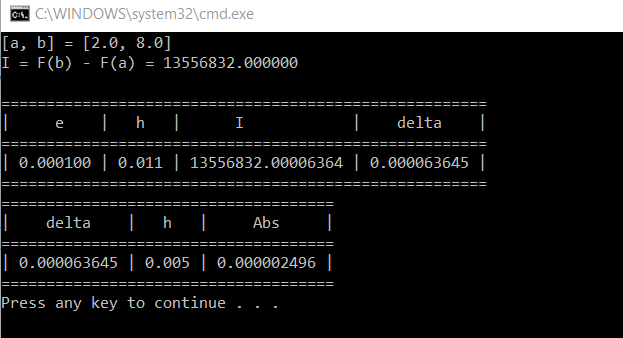 C:\WINDOWS\system32\cmd.exe
[a, b] = [2.0, 8.0]
I = F(b) - F(a) = 13556832.000000
======================================================
|     e    |   h   |      I            |    delta    |
======================================================
| 0.000100 | 0.011 | 13556832.00006364 | 0.000063645 |
======================================================
=====================================
|    delta    |   h   |     Abs     |
=====================================
| 0.000063645 | 0.005 | 0.000002496 |
=====================================
Press any key to continue . . .